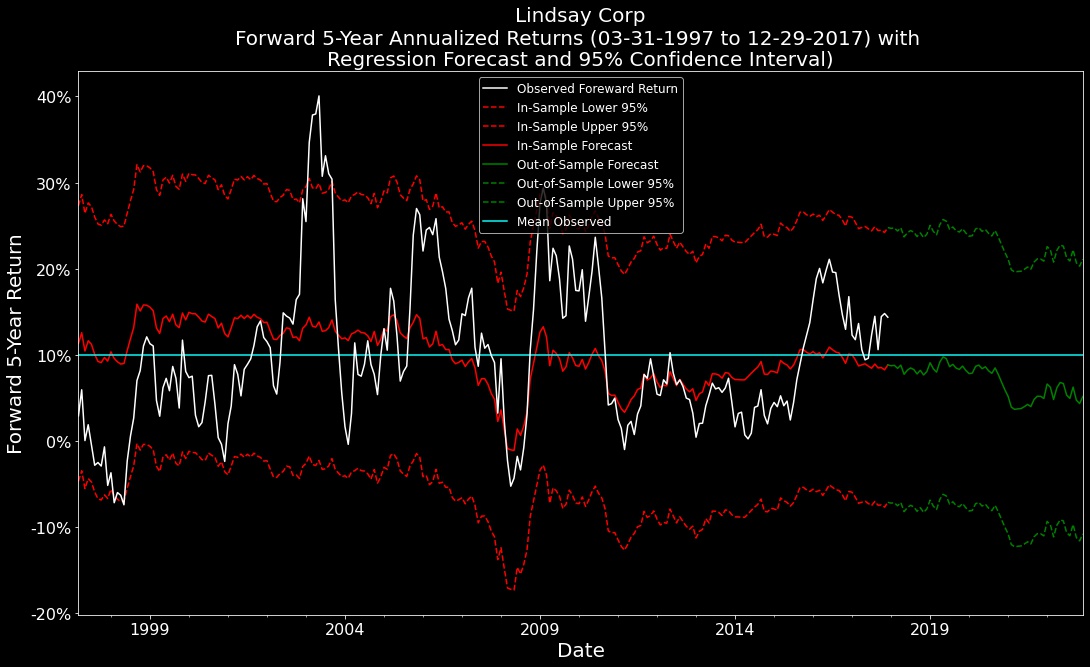 Lindsay Corp
Forward 5-Year Annualized Returns (03-31-1997 to 12-29-2017) with
Regression Forecast and 95% Confidence Interval)
Observed Foreward Return
In-Sample Lower 95%
In-Sample Upper 95%
In-Sample Forecast
Out-of-Sample Forecast
Out-of-Sample Lower 95%
Out-of-Sample Upper 95%
Mean Observed
Forward 5-Year Return
40%
30%
20%
10%
0%
-10%
-20%
1999 2004 2009 2014 2019
Date